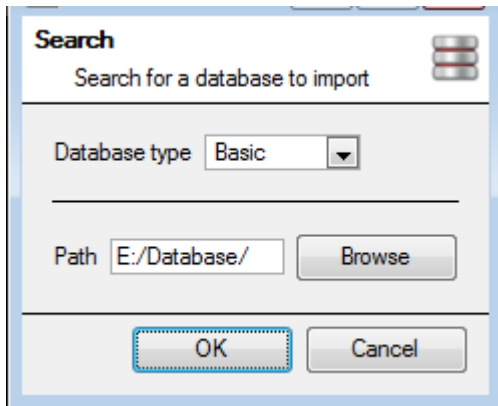 Search
Search for a database to import
Database type Basic
Path E:/Database/ Browse
OK Cancel